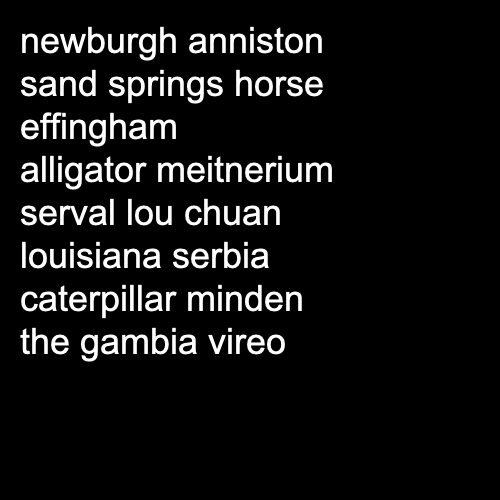 newburgh anniston
sand springs horse
effingham
alligator meitnerium
serval lou chuan
louisiana serbia
caterpillar minden
the gambia vireo